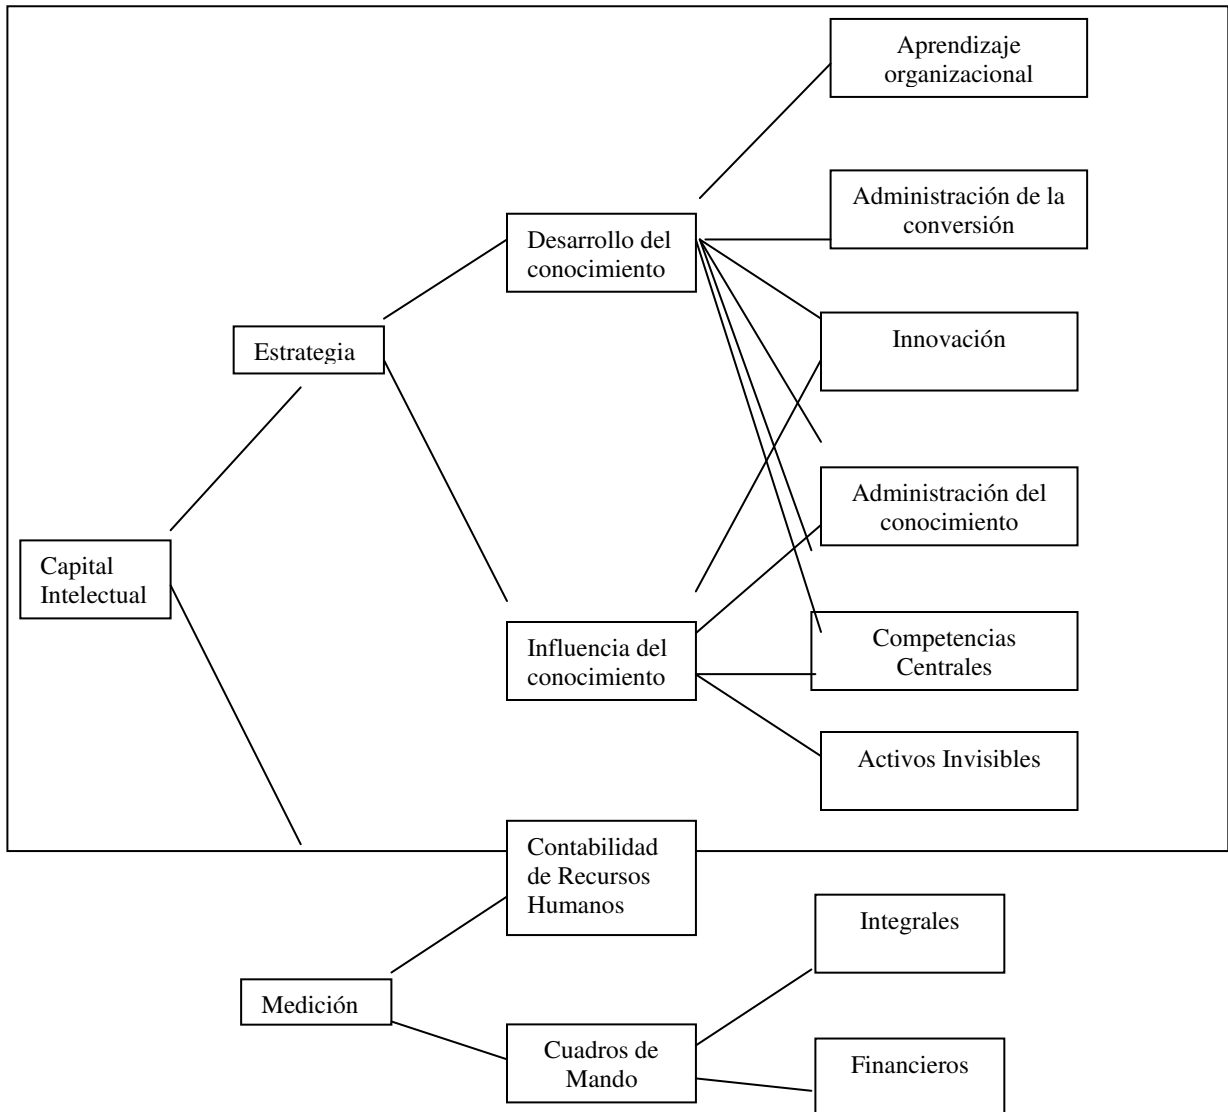 Aprendizaje
organizacional
Administración de la
conversión
Desarrollo del
conocimiento
Innovación
Estrategia
Administración del
conocimiento
Capital
Intelectual
Influencia del
conocimiento
Competencias
Centrales
Activos Invisibles
Contabilidad
de Recursos
Humanos
Integrales
Medición
Cuadros de
Mando
Financieros